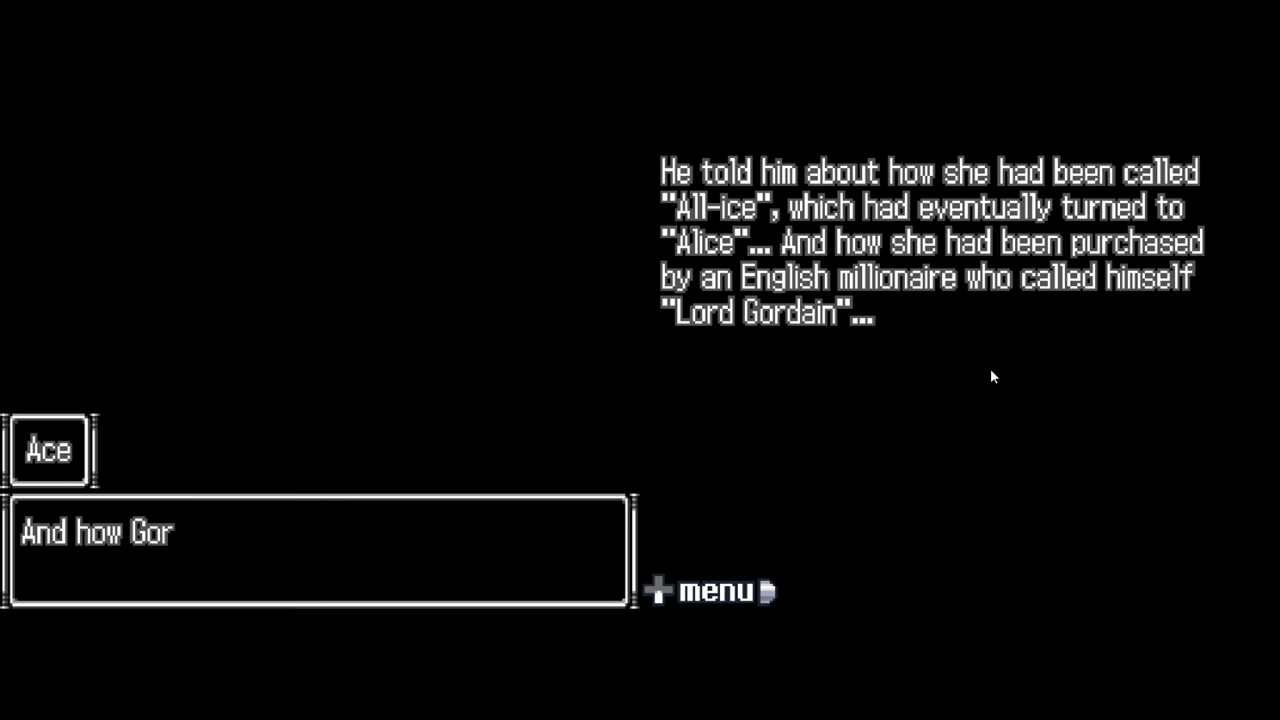 He told him about how she had been called
"All-ice", which had eventually turned to
"Alice"... And how she had been purchased
by an English millionaire who called himself
"Lord Gordain"...
Ace
And how Gor
menu